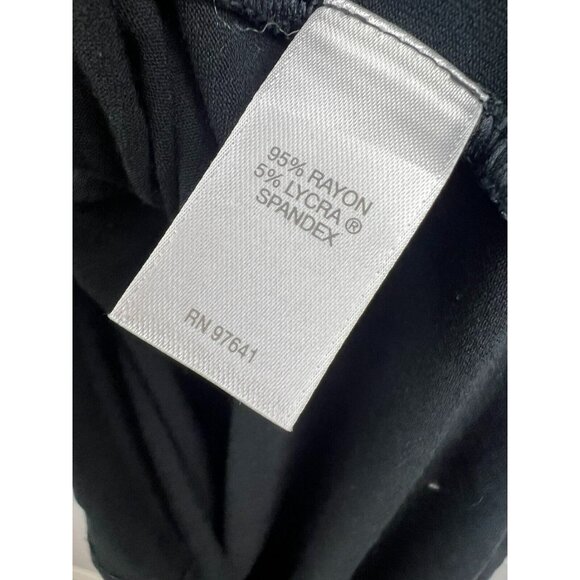 95% RAYON
5% LYCRA ®
SPANDEX
RN 97641